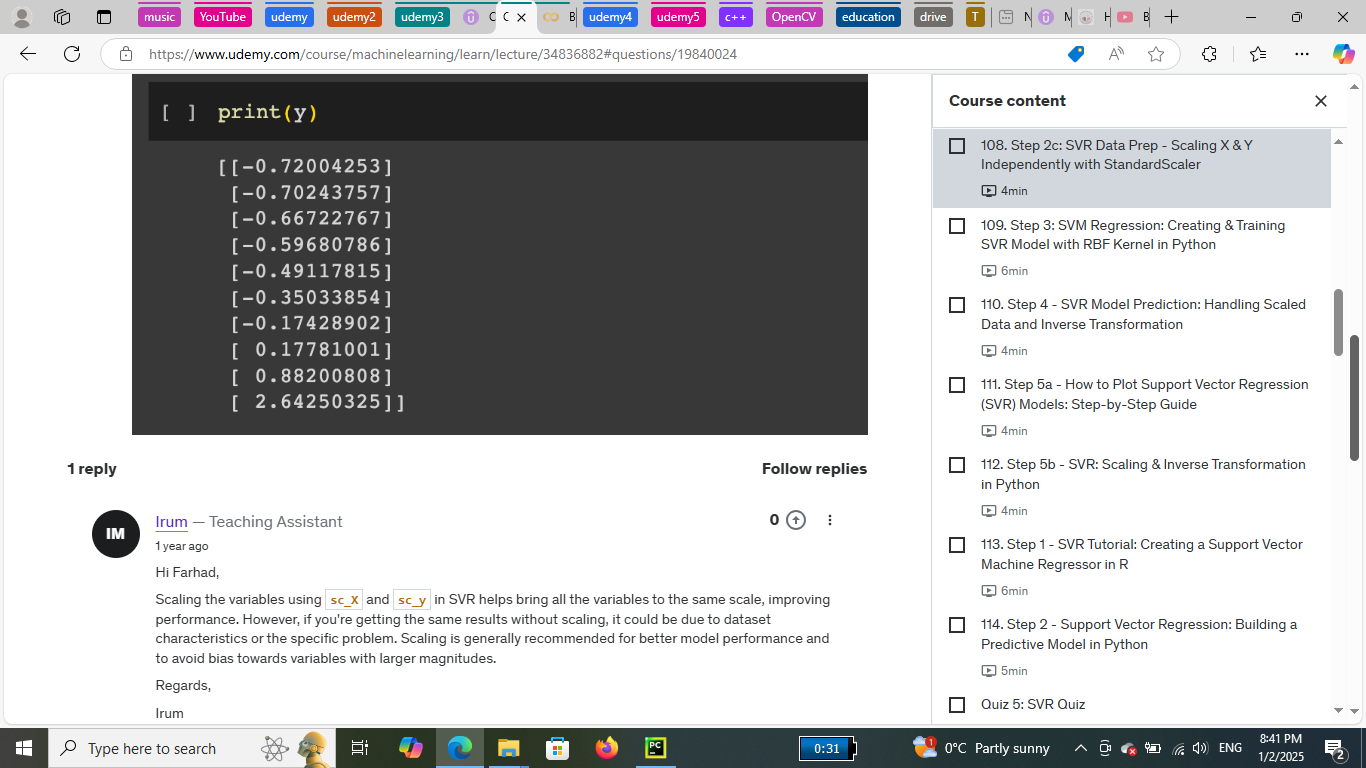 music
YouTube
udemy
udemy2
udemy3
udemy4
udemy5
c++
OpenCV
education
drive
T
https://www.udemy.com/course/machinelearning/learn/lecture/34836882#questions/19840024
[ ] print(y)
[[-0.72004253]
[-0.70243757]
[-0.66722767]
[-0.59680786]
[-0.49117815]
[-0.35033854]
[-0.17428902]
[ 0.17781001]
[ 0.88200808]
[ 2.64250325]]
1 reply
Follow replies
IM
Irum — Teaching Assistant
0
1 year ago
Hi Farhad,
Scaling the variables using sc_X and sc_y in SVR helps bring all the variables to the same scale, improving
performance. However, if you're getting the same results without scaling, it could be due to dataset
characteristics or the specific problem. Scaling is generally recommended for better model performance and
to avoid bias towards variables with larger magnitudes.
Regards,
Irum
Course content
108. Step 2c: SVR Data Prep - Scaling X & Y
Independently with StandardScaler
4min
109. Step 3: SVM Regression: Creating & Training
SVR Model with RBF Kernel in Python
6min
110. Step 4 - SVR Model Prediction: Handling Scaled
Data and Inverse Transformation
4min
111. Step 5a - How to Plot Support Vector Regression
(SVR) Models: Step-by-Step Guide
4min
112. Step 5b - SVR: Scaling & Inverse Transformation
in Python
4min
113. Step 1 - SVR Tutorial: Creating a Support Vector
Machine Regressor in R
6min
114. Step 2 - Support Vector Regression: Building a
Predictive Model in Python
5min
Quiz 5: SVR Quiz
Type here to search
PC
0:31
1
0°C Partly sunny
ENG
8:41 PM
1/2/2025
2